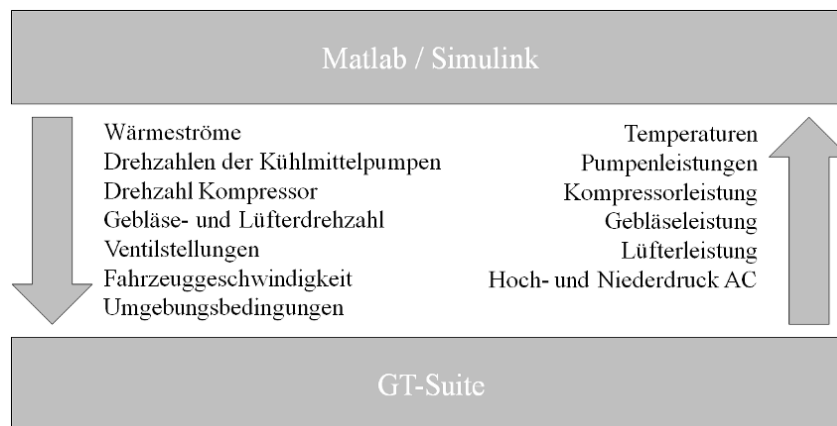 Matlab / Simulink
Wärmeströme
Drehzahlen der Kühlmittelpumpen
Drehzahl Kompressor
Gebläse- und Lüfterdrehzahl
Ventilstellungen
Fahrzeuggeschwindigkeit
Umgebungsbedingungen
Temperaturen
Pumpenleistungen
Kompressorleistung
Gebläseleistung
Lüfterleistung
Hoch- und Niederdruck AC
GT-Suite